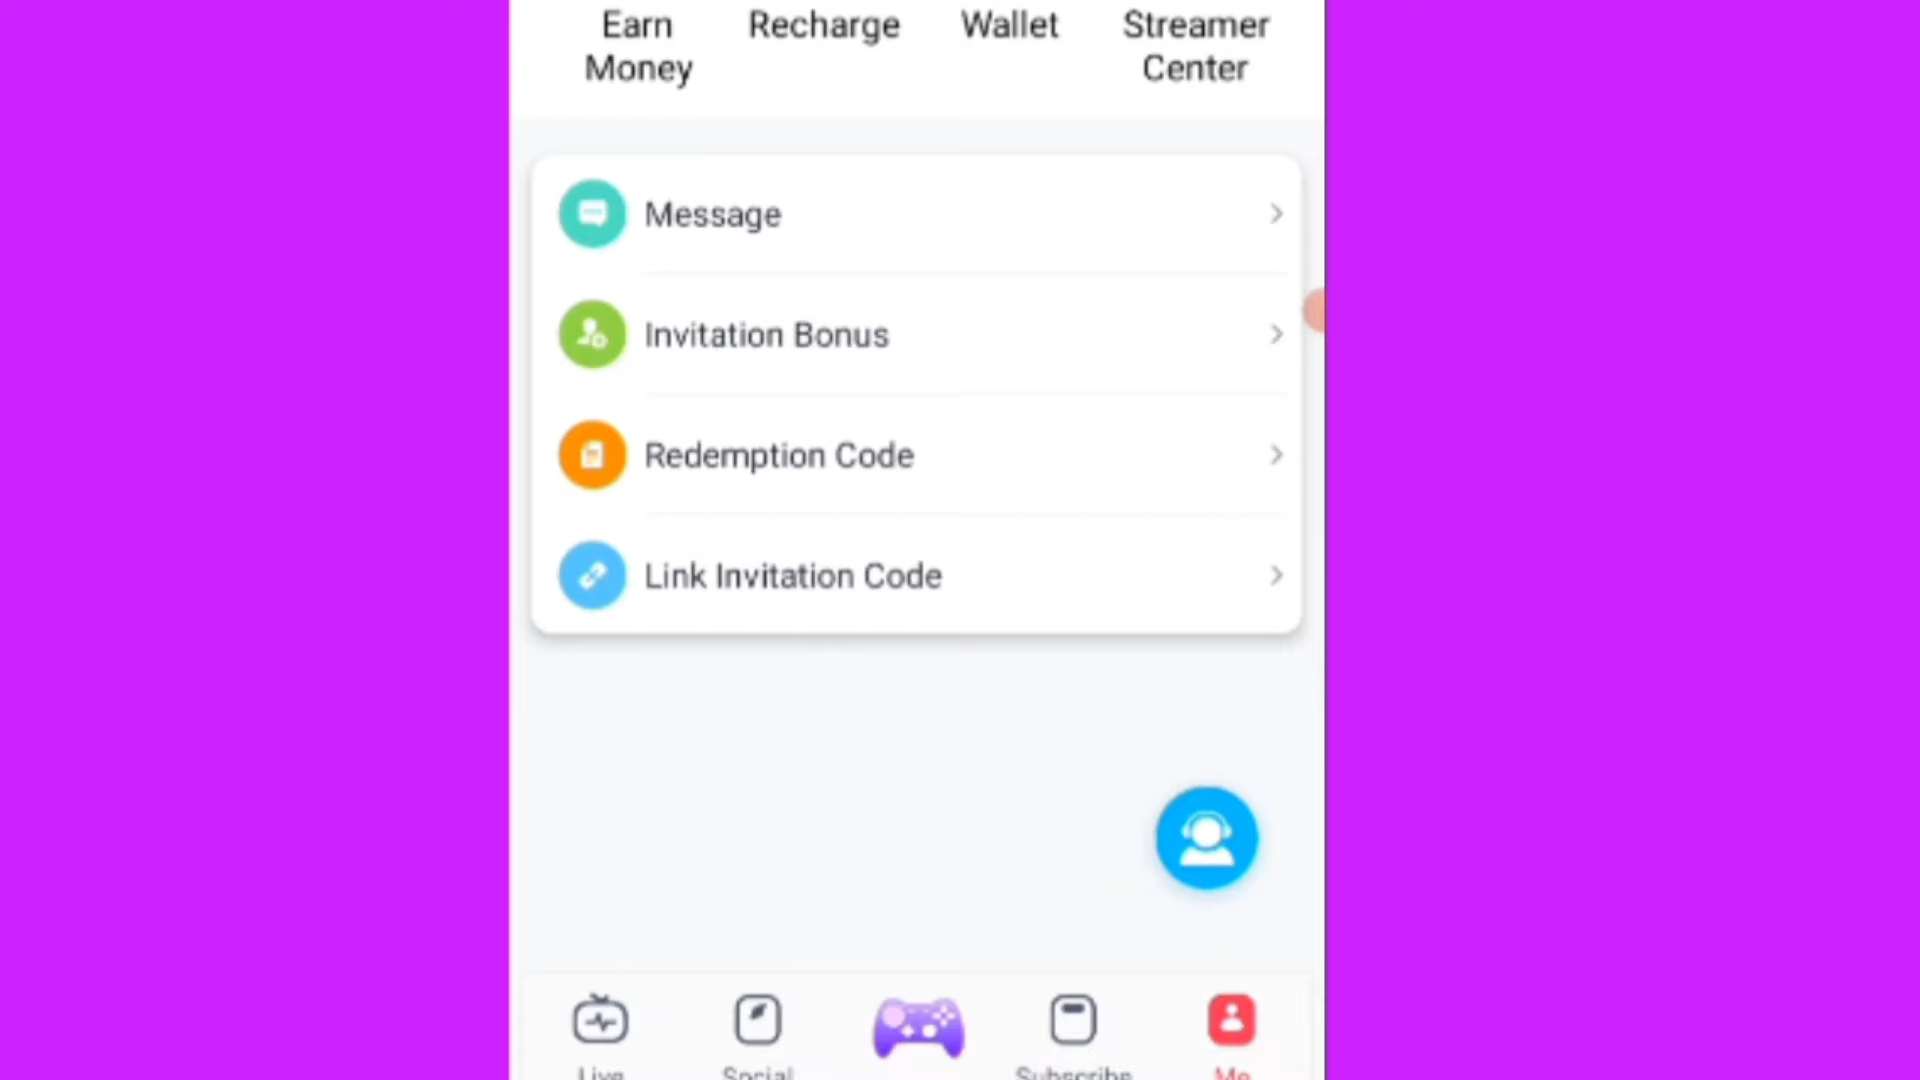 Earn Money
Recharge
Wallet
Streamer Center
Message
Invitation Bonus
Redemption Code
Link Invitation Code
Live
Social
Subscribe
Me